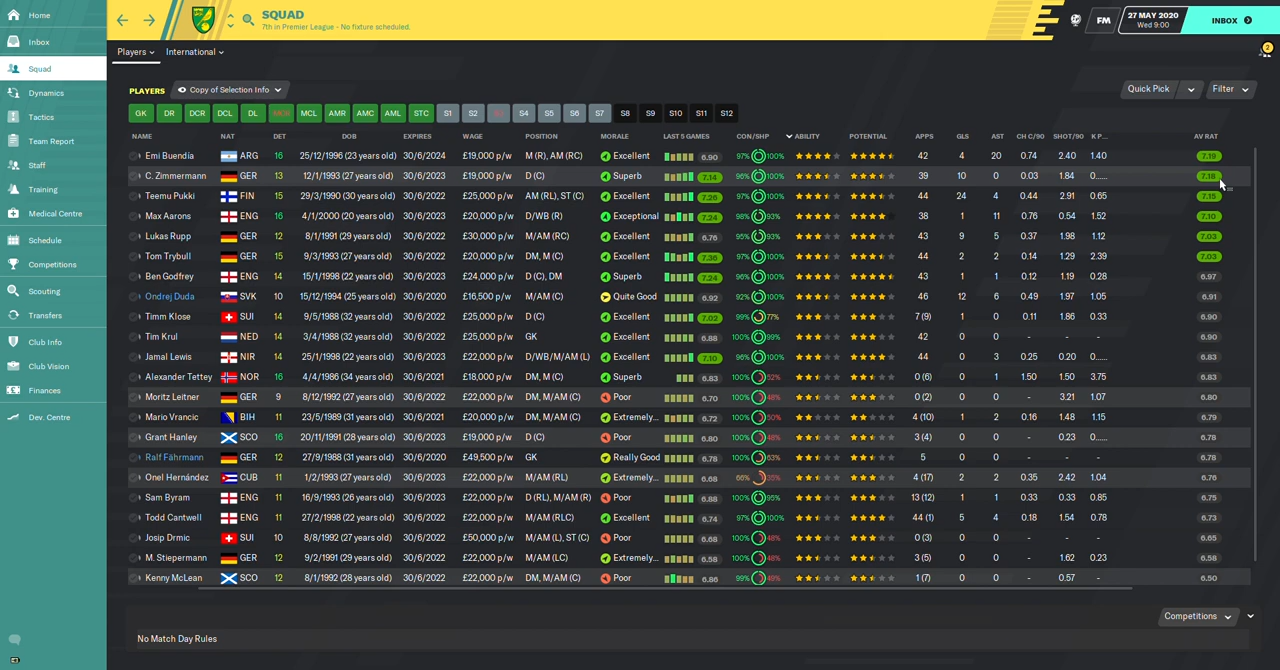 Home
Inbox
Squad
Dynamics
Tactics
Team Report
Staff
Training
Medical Centre
Schedule
Competitions
Scouting
Transfers
Club Info
Club Vision
Finances
Dev. Centre
SQUAD
7th in Premier League - No fixture scheduled.
FM
27 MAY 2020
Wed 9:00
INBOX
2
Players International
PLAYERS Copy of Selection Info Quick Pick Filter
GK DR DCR DCL DL MCL AMR AMC AML STC S1 S2 S4 S5 S6 S7 S8 S9 S10 S11 S12
NAME NAT DET DOB EXPIRES WAGE POSITION MORALE LAST 5 GAMES CON/SHP ABILITY POTENTIAL APPS GLS AST CH C/90 SHOT/90 K P... AV RAT
Emi Buendía ARG 16 25/12/1996 (23 years old) 30/6/2024 £19,000 p/w M (R), AM (RC) Excellent 6.90 97% 100% 42 4 20 0.74 2.40 1.40 7.19
C. Zimmermann GER 13 12/1/1993 (27 years old) 30/6/2023 £19,000 p/w D (C) Superb 7.14 96% 100% 39 10 0 0.03 1.84 0...... 7.18
Teemu Pukki FIN 15 29/3/1990 (30 years old) 30/6/2022 £25,000 p/w AM (RL), ST (C) Excellent 7.26 97% 100% 44 24 4 0.44 2.91 0.65 7.15
Max Aarons ENG 16 4/1/2000 (20 years old) 30/6/2023 £19,000 p/w D/WB (R) Exceptional 7.24 98% 93% 38 1 11 0.76 0.54 1.52 7.10
Lukas Rupp GER 12 8/1/1991 (29 years old) 30/6/2022 £30,000 p/w M/AM (RC) Excellent 6.76 95% 93% 43 9 5 0.37 1.98 1.12 7.03
Tom Trybull GER 15 9/3/1993 (27 years old) 30/6/2022 £20,000 p/w DM, M (C) Excellent 7.36 97% 100% 44 2 2 0.14 1.29 2.39 7.03
Ben Godfrey ENG 14 15/1/1998 (22 years old) 30/6/2023 £24,000 p/w D (C), DM Superb 7.24 96% 100% 43 1 1 0.12 1.19 0.28 6.97
Ondrej Duda SVK 10 15/12/1994 (25 years old) 30/6/2020 £16,500 p/w M/AM (C) Quite Good 6.92 92% 100% 46 12 6 0.49 1.97 1.05 6.91
Timm Klose SUI 14 9/5/1988 (32 years old) 30/6/2022 £25,000 p/w D (C) Excellent 7.02 99% 77% 7 (9) 1 0 0.11 1.86 0.33 6.90
Tim Krul NED 14 3/4/1988 (32 years old) 30/6/2022 £25,000 p/w GK Excellent 6.88 100% 99% 42 0 0 - - - 6.90
Jamal Lewis NIR 14 25/1/1998 (22 years old) 30/6/2023 £22,000 p/w D/WB/M/AM (L) Excellent 7.10 96% 100% 44 0 3 0.25 0.20 0...... 6.83
Alexander Tettey NOR 16 4/4/1986 (34 years old) 30/6/2021 £18,000 p/w DM, M (C) Superb 6.83 100% 52% 0 (6) 0 1 1.50 1.50 3.75 6.83
Moritz Leitner GER 9 8/12/1992 (27 years old) 30/6/2022 £22,000 p/w DM, M/AM (C) Poor 6.70 100% 48% 0 (2) 0 0 - 3.21 1.07 6.80
Mario Vrancic BIH 11 23/5/1989 (31 years old) 30/6/2021 £20,000 p/w DM, M/AM (C) Extremely... 6.72 100% 50% 4 (10) 1 2 0.16 1.48 1.15 6.79
Grant Hanley SCO 16 20/11/1991 (28 years old) 30/6/2023 £19,000 p/w D (C) Poor 6.80 100% 48% 3 (4) 0 0 - 0.23 0...... 6.78
Ralf Fährmann GER 12 27/9/1988 (31 years old) 30/6/2020 £49,500 p/w GK Really Good 6.78 100% 63% 5 0 0 - - - 6.78
Onel Hernández CUB 11 1/2/1993 (27 years old) 30/6/2023 £22,000 p/w M/AM (RL) Extremely... 6.68 66% 35% 4 (17) 2 2 0.35 2.42 1.04 6.76
Sam Byram ENG 11 16/9/1993 (26 years old) 30/6/2023 £22,000 p/w D (RL), M/AM (R) Poor 6.88 100% 95% 13 (12) 1 1 0.33 0.33 0.85 6.75
Todd Cantwell ENG 11 27/2/1998 (22 years old) 30/6/2022 £22,000 p/w M/AM (RLC) Excellent 6.74 97% 100% 44 (1) 5 4 0.18 1.54 0.78 6.73
Josip Drmic SUI 10 8/8/1992 (27 years old) 30/6/2022 £50,000 p/w M/AM (L), ST (C) Poor 6.68 100% 48% 0 (3) 0 0 - - - 6.65
M. Stiepermann GER 12 9/2/1991 (29 years old) 30/6/2022 £22,000 p/w M/AM (LC) Extremely... 6.58 100% 48% 3 (5) 0 0 - 1.62 0.23 6.58
Kenny McLean SCO 12 8/1/1992 (28 years old) 30/6/2022 £22,000 p/w DM, M/AM (C) Poor 6.86 99% 49% 1 (7) 0 0 - 0.57 - 6.50
Competitions
No Match Day Rules